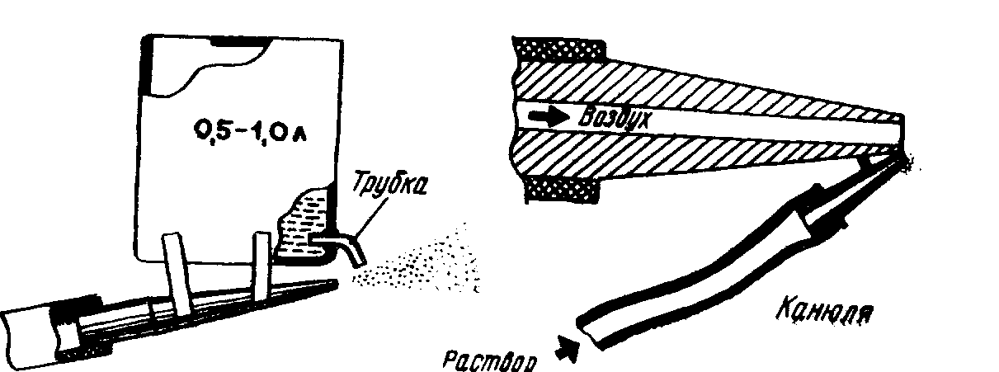 0,5-1,0 л
Трубка
Воздух
Канюля
Раствор